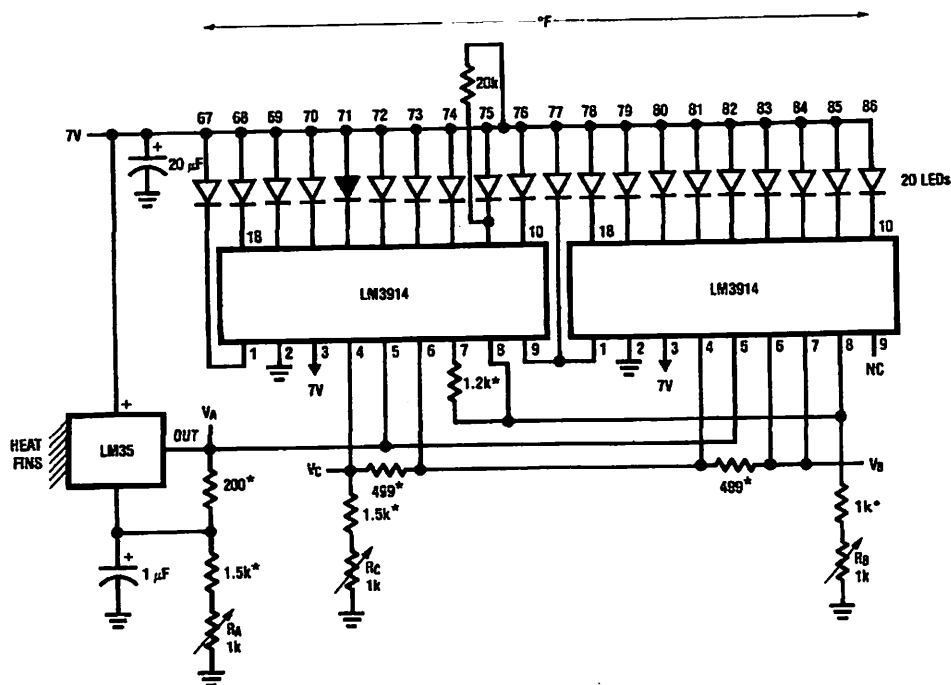 °F
20k
67 68 69 70 71 72 73 74 75 76 77 78 79 80 81 82 83 84 85 86
7V
+
20 μF
20 LEDs
18 10 18 10
LM3914 LM3914
1 2 3 4 5 6 7 8 9 1 2 3 4 5 6 7 8 9
7V 7V NC
1.2k*
+
HEAT FINS
LM35
OUT
VA
200*
VC
499*
499*
VB
1.5k*
1k*
+
1 μF
1.5k*
RC
1k
RB
1k
RA
1k